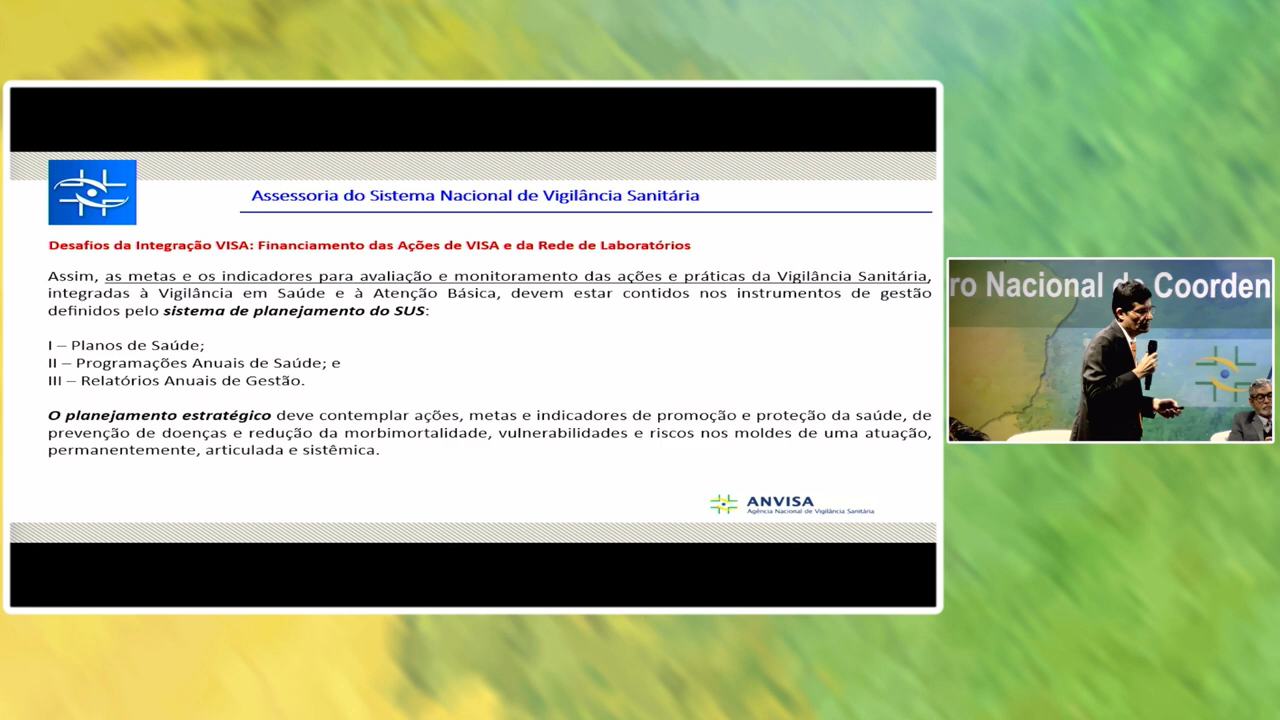 Assessoria do Sistema Nacional de Vigilância Sanitária
Desafios da Integração VISA: Financiamento das Ações de VISA e da Rede de Laboratórios
Assim, as metas e os indicadores para avaliação e monitoramento das ações e práticas da Vigilância Sanitária,
integradas à Vigilância em Saúde e à Atenção Básica, devem estar contidos nos instrumentos de gestão
definidos pelo sistema de planejamento do SUS:
I – Planos de Saúde;
II – Programações Anuais de Saúde; e
III – Relatórios Anuais de Gestão.
O planejamento estratégico deve contemplar ações, metas e indicadores de promoção e proteção da saúde, de
prevenção de doenças e redução da morbimortalidade, vulnerabilidades e riscos nos moldes de uma atuação,
permanentemente, articulada e sistêmica.
ANVISA
Agência Nacional de Vigilância Sanitária
ro Nacional de Coorden